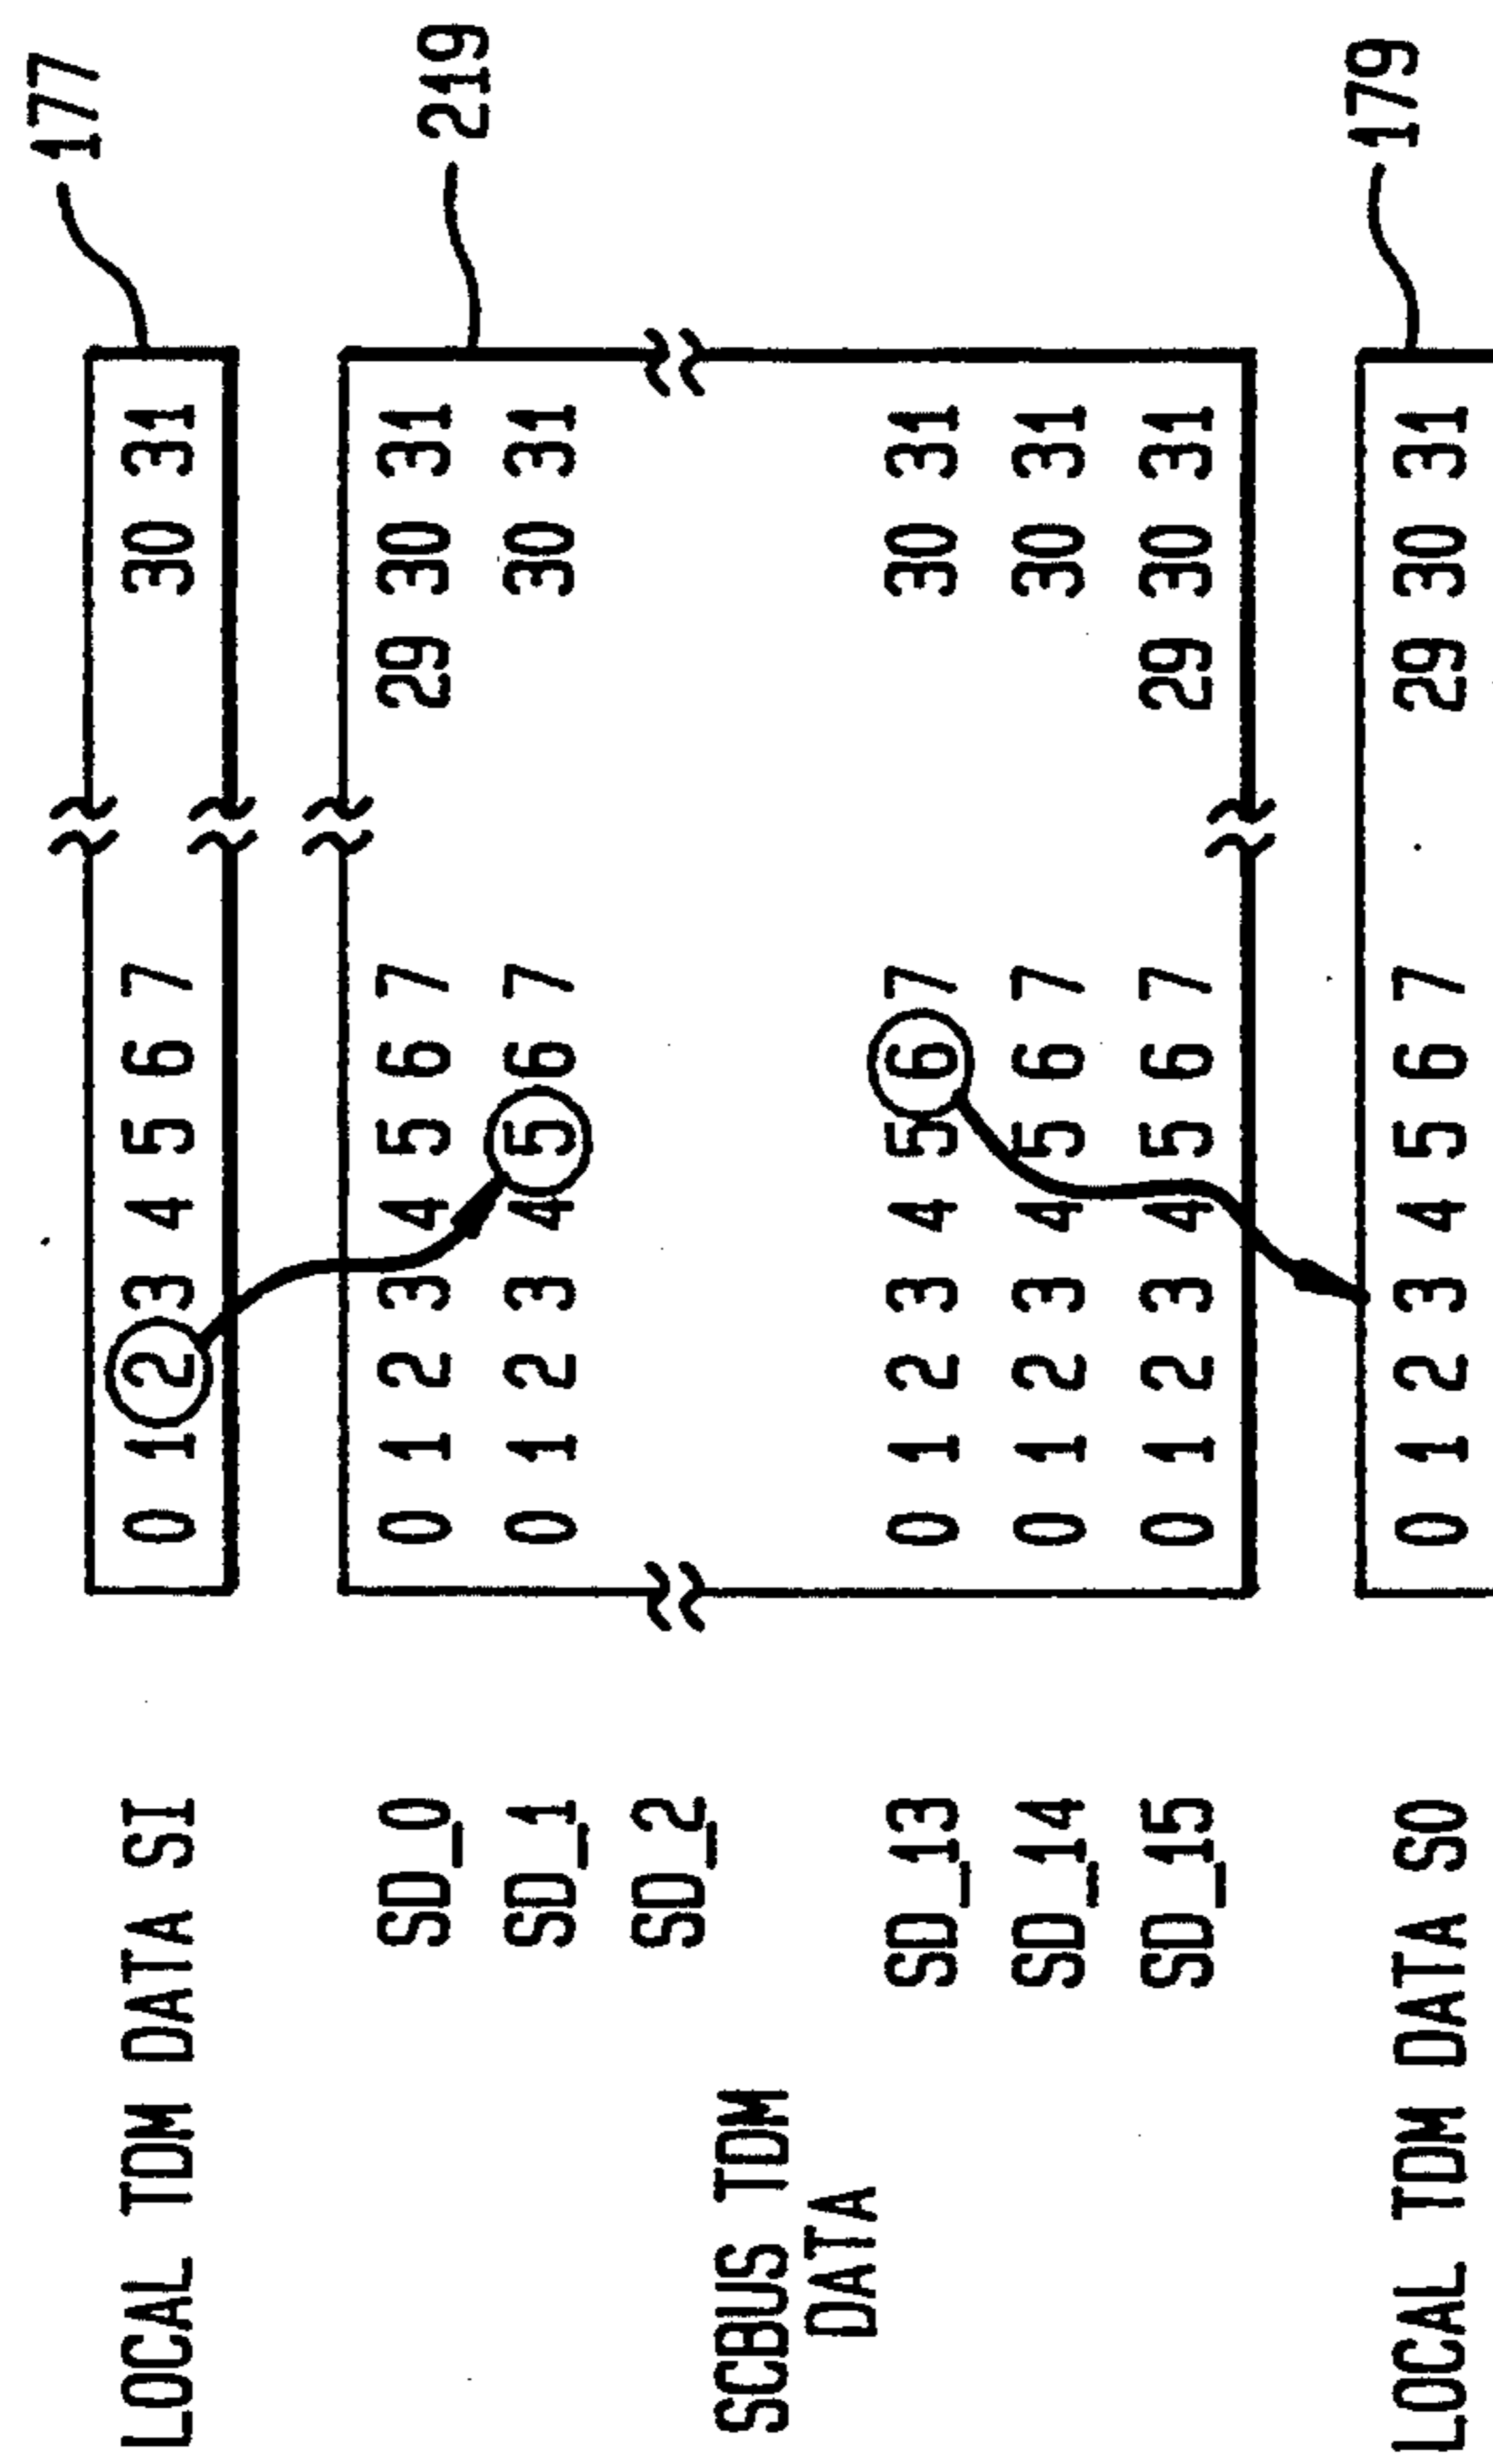 LOCAL TDM DATA SI 0 1 2 3 4 5 6 7 30 31 177
SD_0 0 1 2 3 4 5 6 7 29 30 31 219
SD_1 0 1 2 3 4 5 6 7 30 31
SD_2
SCBUS TDM
DATA
SD_13 0 1 2 3 4 5 6 7 30 31
SD_14 0 1 2 3 4 5 6 7 30 31
SD_15 0 1 2 3 4 5 6 7 29 30 31
LOCAL TDM DATA SO 0 1 2 3 4 5 6 7 29 30 31 179